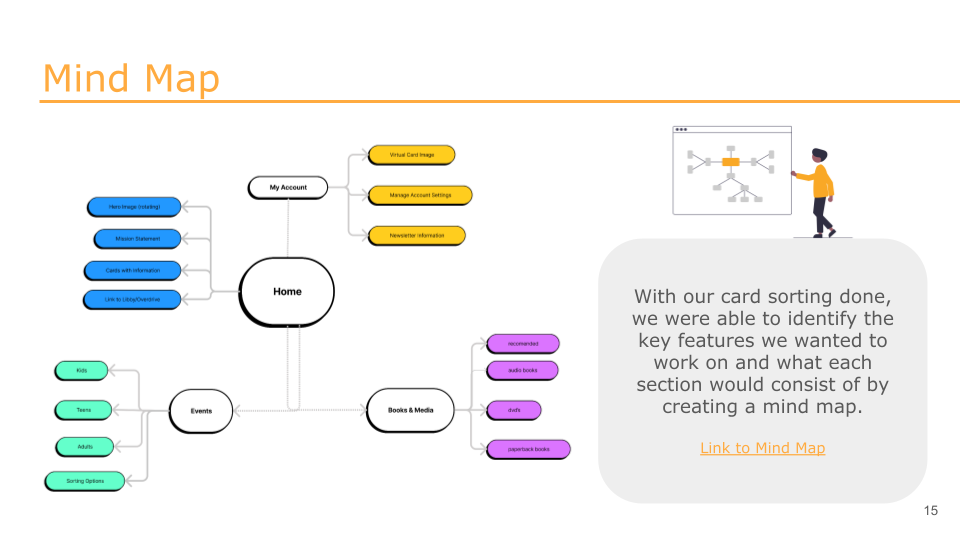 Mind Map
Virtual Card Image
My Account
Manage Account Settings
Newsletter Information
Hero Image (rotating)
Mission Statement
Cards with Information
Link to Libby/Overdrive
Home
Kids
Teens
Adults
Sorting Options
Events
Books & Media
recomended
audio books
dvd's
paperback books
With our card sorting done,
we were able to identify the
key features we wanted to
work on and what each
section would consist of by
creating a mind map.
Link to Mind Map
15